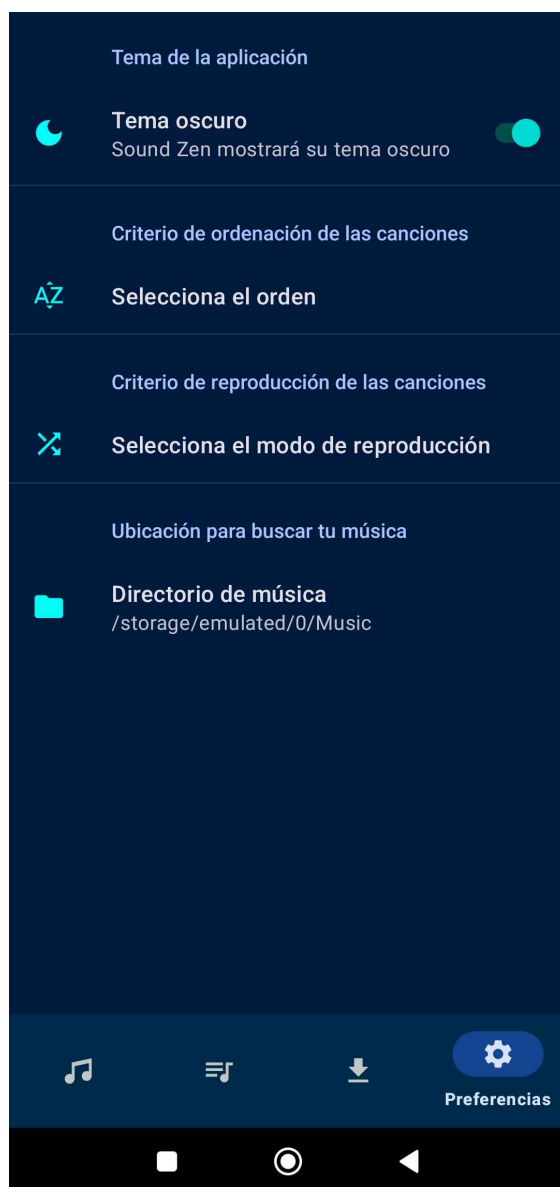 Tema de la aplicación
Tema oscuro
Sound Zen mostrará su tema oscuro
Criterio de ordenación de las canciones
AZ
Selecciona el orden
Criterio de reproducción de las canciones
Selecciona el modo de reproducción
Ubicación para buscar tu música
Directorio de música
/storage/emulated/0/Music
Preferencias